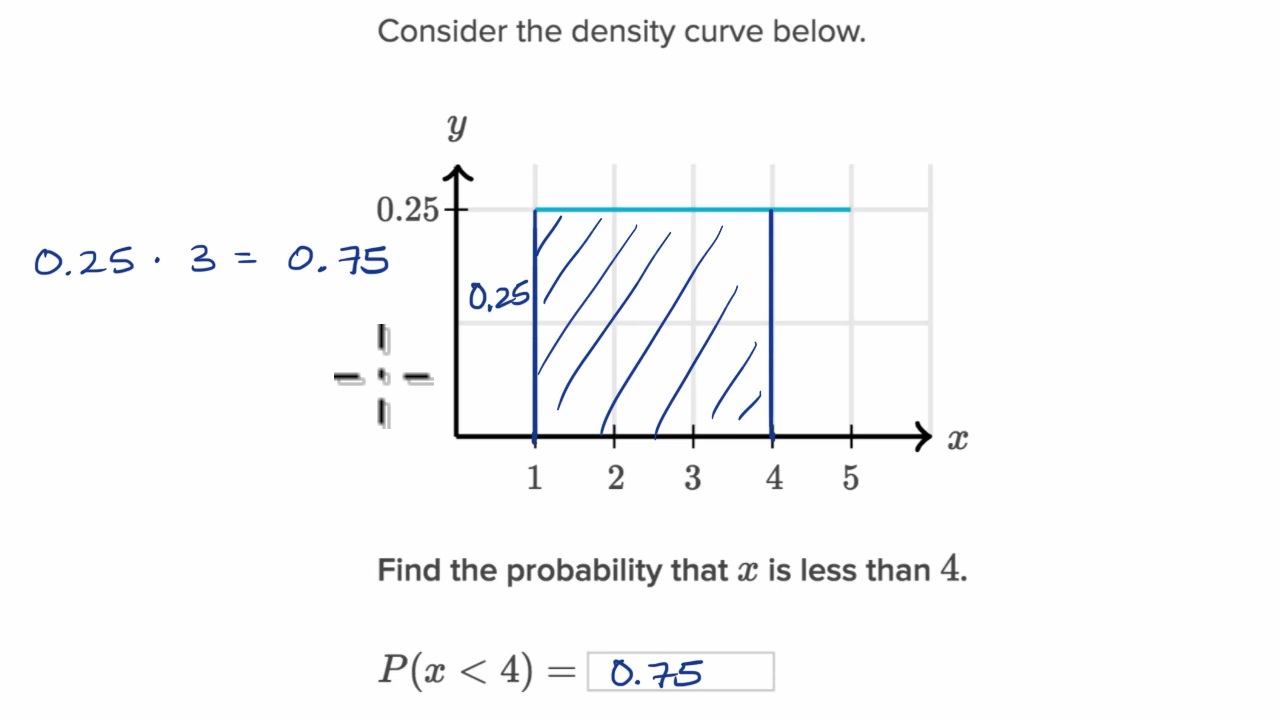 Consider the density curve below.
y
0.25
0.25 · 3 = 0.75
0.25
x
1 2 3 4 5
Find the probability that x is less than 4.
P(x < 4) = 0.75